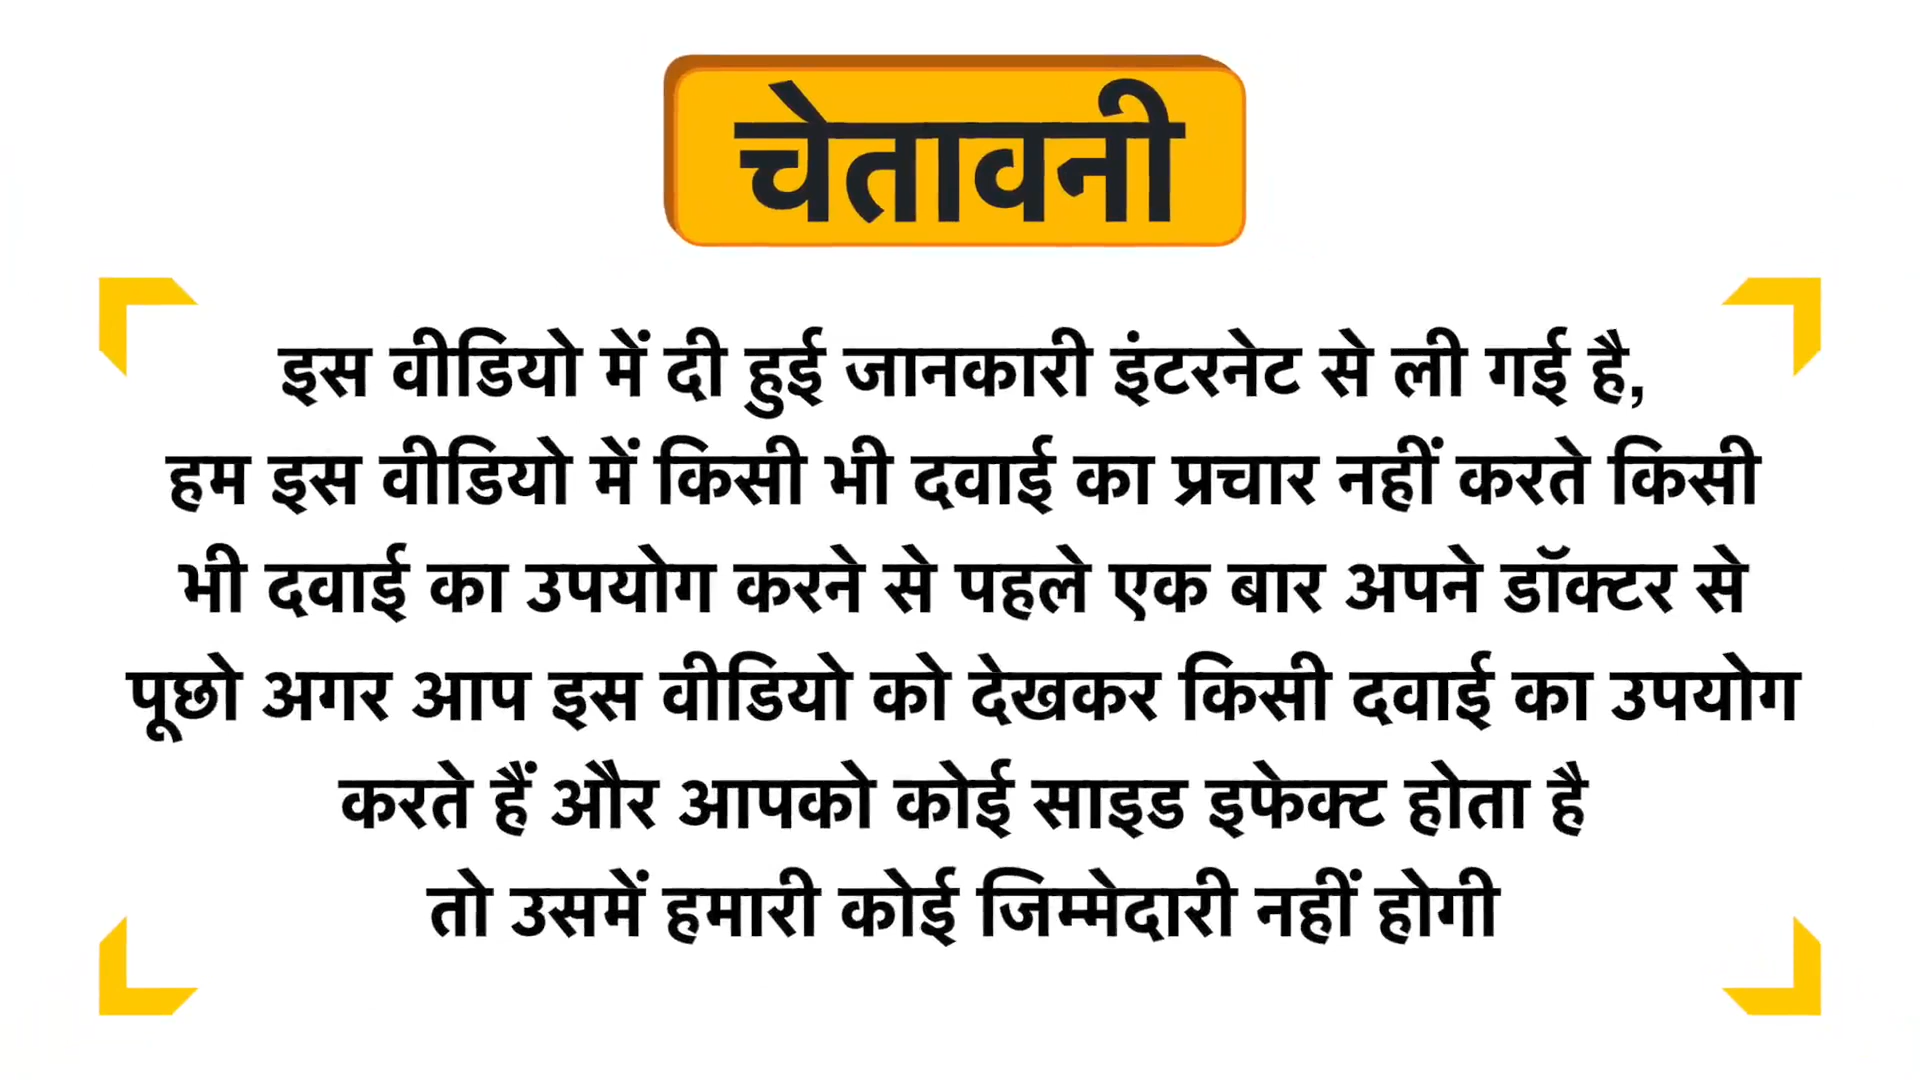 चेतावनी
इस वीडियो में दी हुई जानकारी इंटरनेट से ली गई है,
हम इस वीडियो में किसी भी दवाई का प्रचार नहीं करते किसी
भी दवाई का उपयोग करने से पहले एक बार अपने डॉक्टर से
पूछो अगर आप इस वीडियो को देखकर किसी दवाई का उपयोग
करते हैं और आपको कोई साइड इफेक्ट होता है
तो उसमें हमारी कोई जिम्मेदारी नहीं होगी